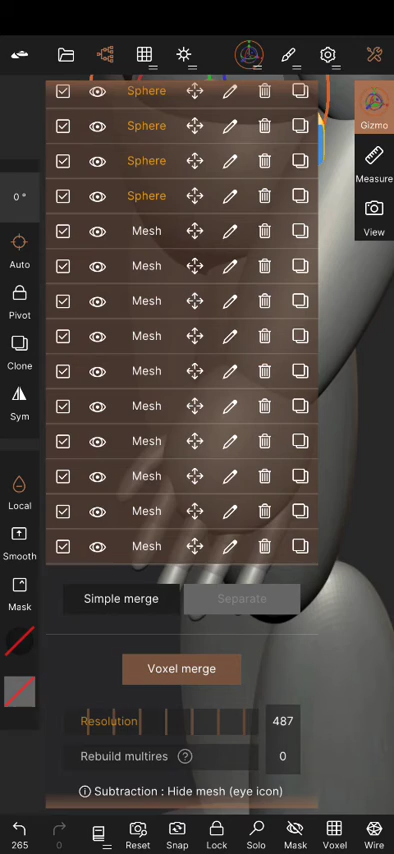 Sphere
Gizmo
Sphere
Sphere
Measure
0° Sphere
Mesh
View
Auto Mesh
Mesh
Pivot
Mesh
Clone Mesh
Mesh
Sym
Mesh
Mesh
Local Mesh
Mesh
Smooth
Simple merge Separate
Mask
Voxel merge
Resolution 487
Rebuild multires ? 0
Subtraction : Hide mesh (eye icon)
265 0 Reset Snap Lock Solo Mask Voxel Wire